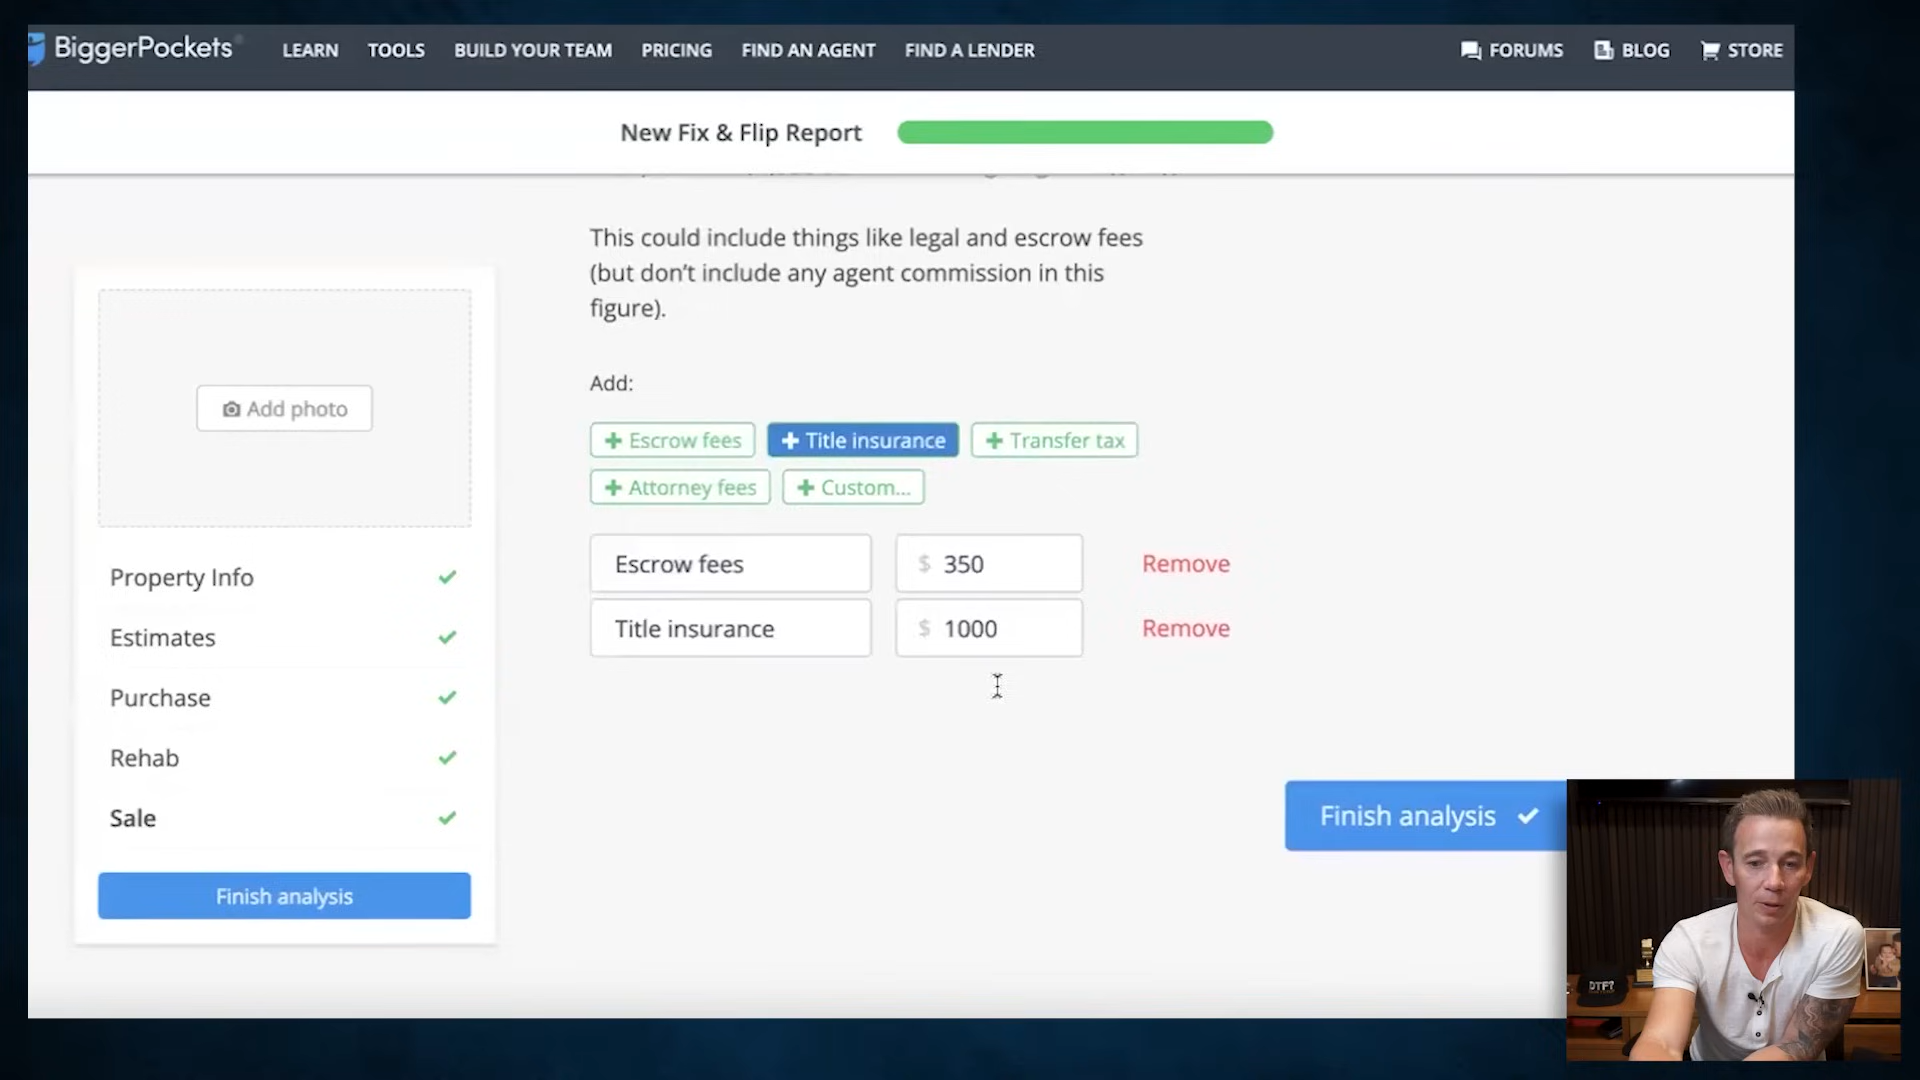 BiggerPockets
LEARN
TOOLS
BUILD YOUR TEAM
PRICING
FIND AN AGENT
FIND A LENDER
FORUMS
BLOG
STORE
New Fix & Flip Report
This could include things like legal and escrow fees
(but don't include any agent commission in this
figure).
Add:
Escrow fees
Title insurance
Transfer tax
Attorney fees
Custom...
Escrow fees
$ 350
Remove
Title insurance
$ 1000
Remove
Add photo
Property Info
Estimates
Purchase
Rehab
Sale
Finish analysis
Finish analysis
DTF?